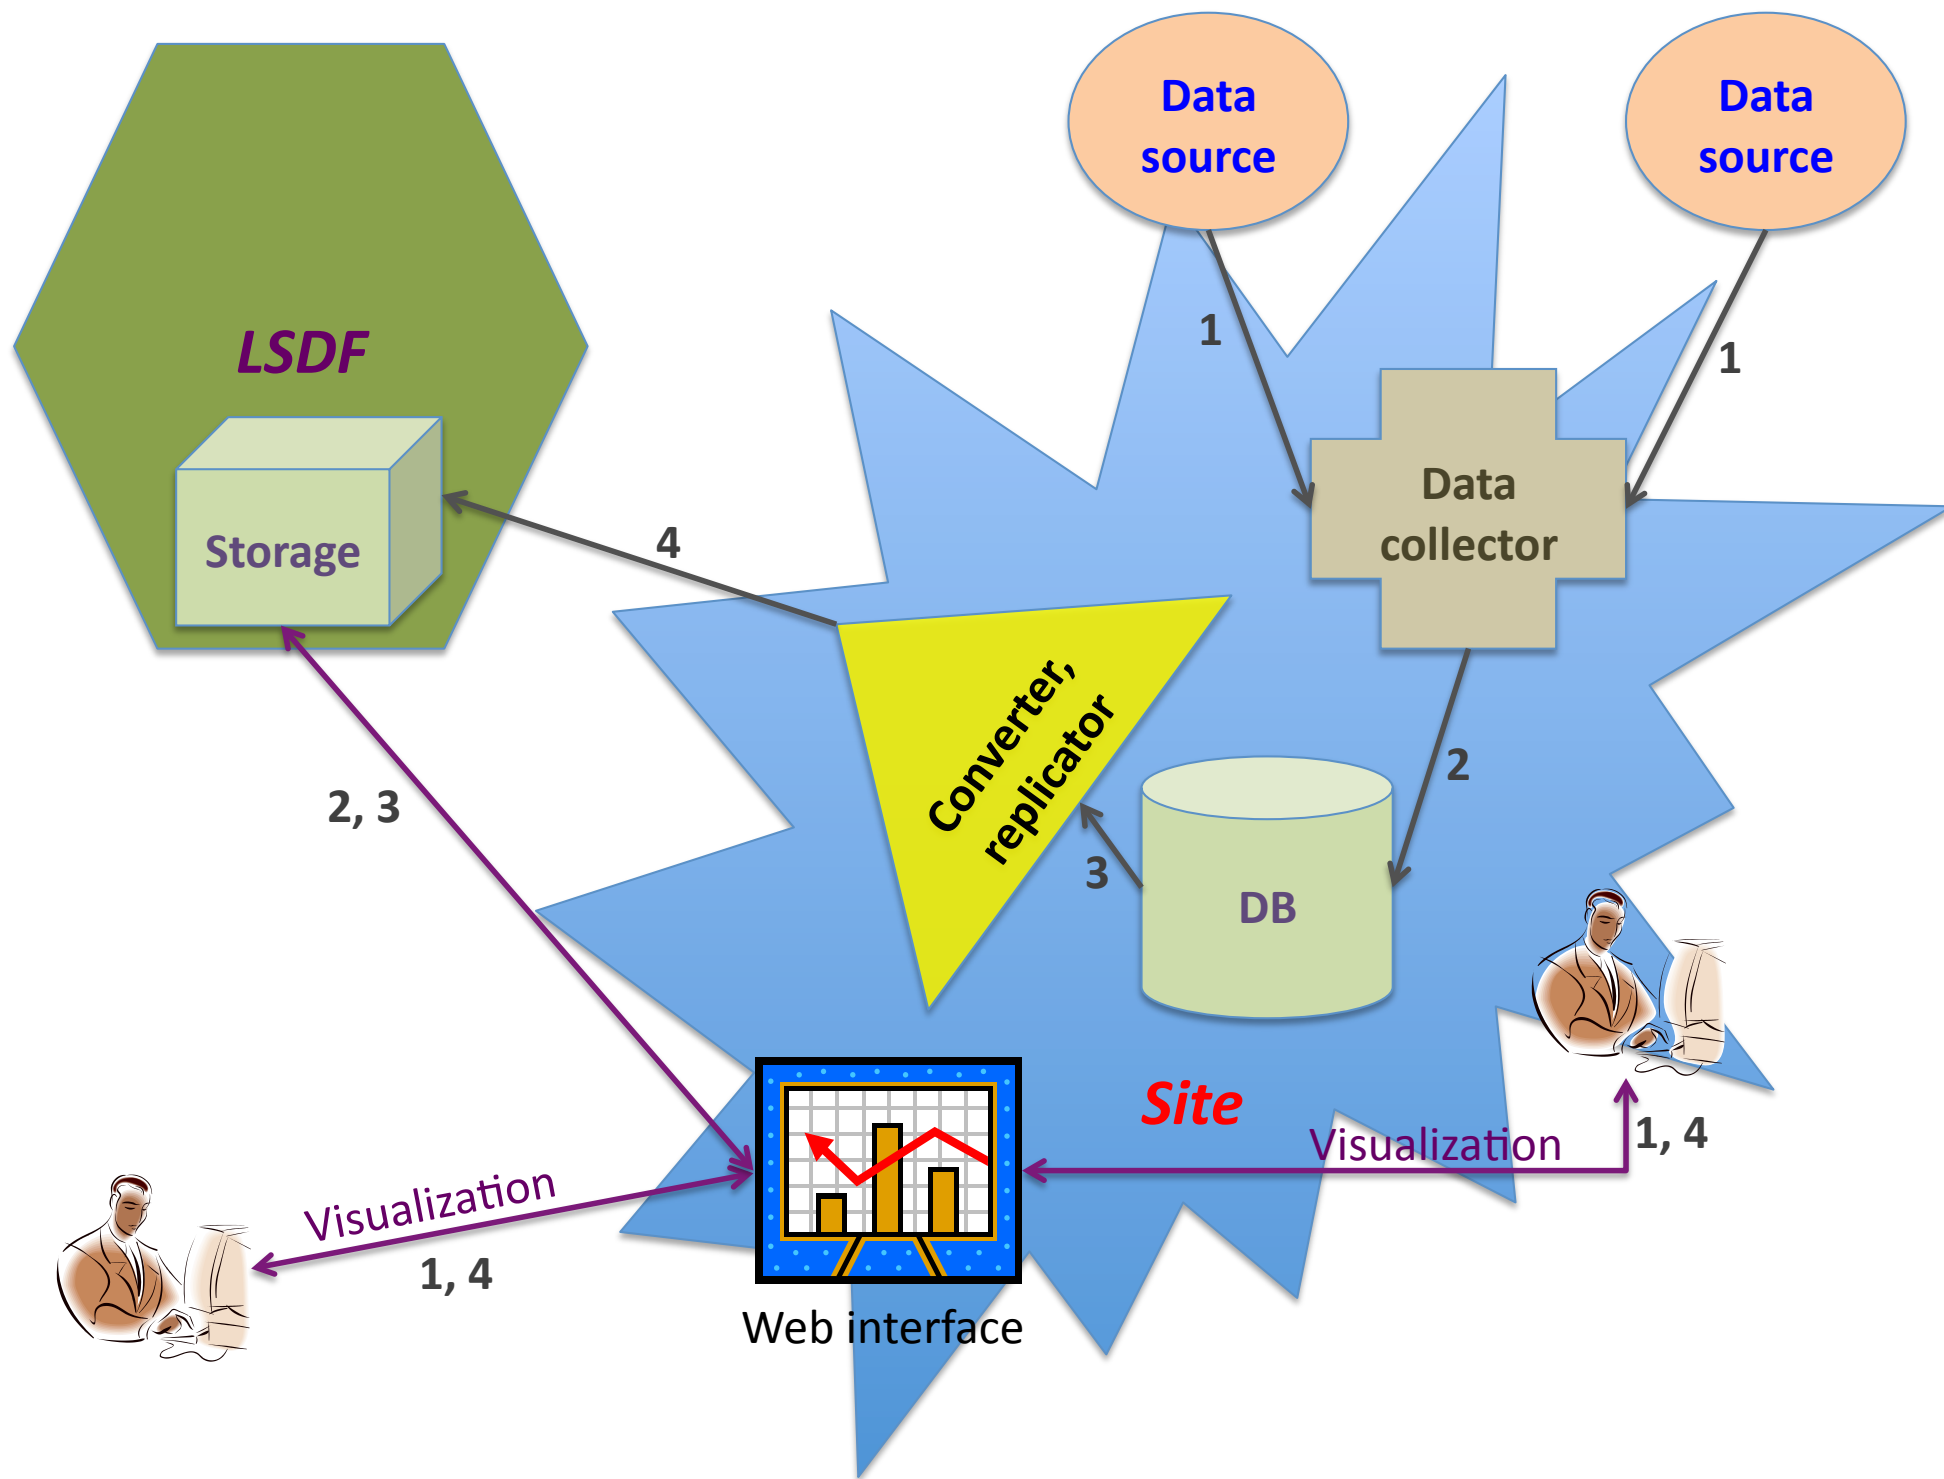 Data
source
Data
source
1
1
LSDF
Data
collector
Storage
4
Converter,
replicator
2
2, 3
3
DB
Site
Visualization
1, 4
Visualization
1, 4
Web interface